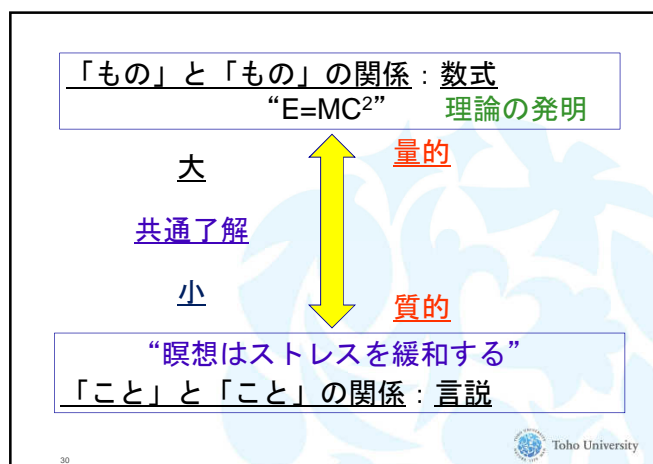 「もの」と「もの」の関係：数式
“E=MC²” 理論の発明
大
量的
共通了解
小
質的
“瞑想はストレスを緩和する”
「こと」と「こと」の関係：言説
Toho University
30